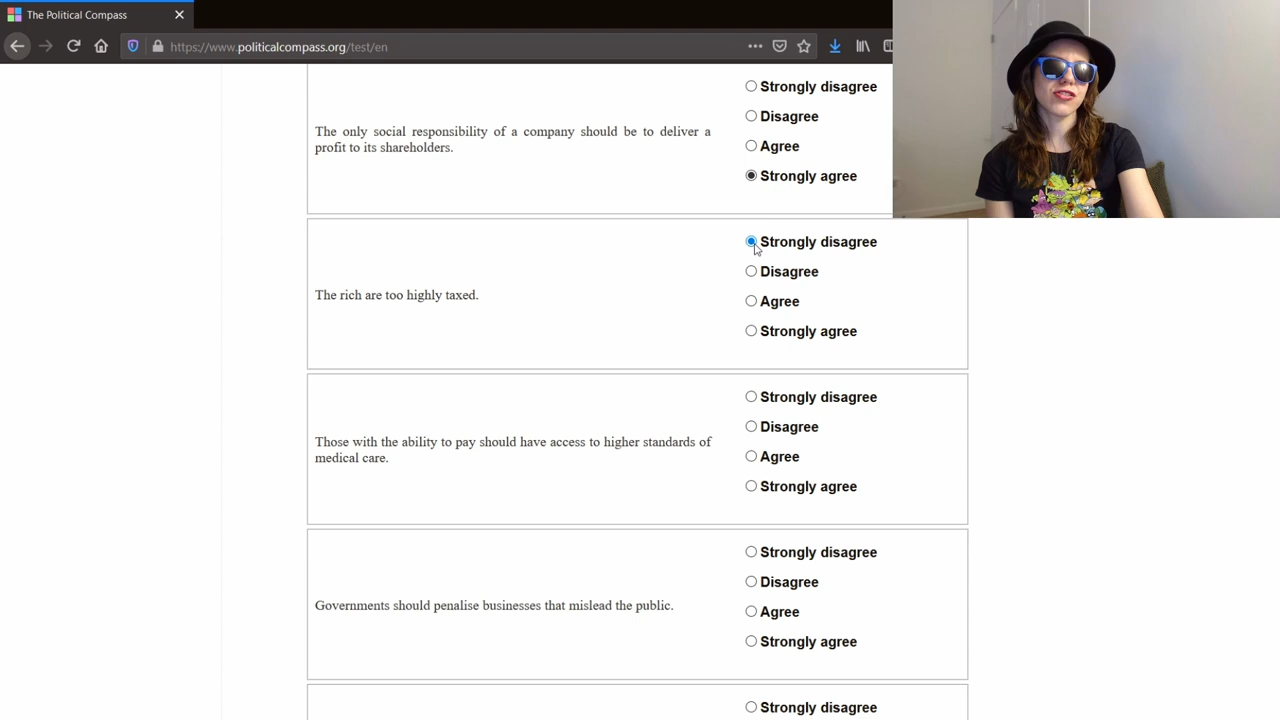 The Political Compass
https://www.politicalcompass.org/test/en
Strongly disagree
Disagree
The only social responsibility of a company should be to deliver a
profit to its shareholders.
Agree
Strongly agree
Strongly disagree
Disagree
The rich are too highly taxed.
Agree
Strongly agree
Strongly disagree
Disagree
Those with the ability to pay should have access to higher standards of
medical care.
Agree
Strongly agree
Strongly disagree
Disagree
Governments should penalise businesses that mislead the public.
Agree
Strongly agree
Strongly disagree